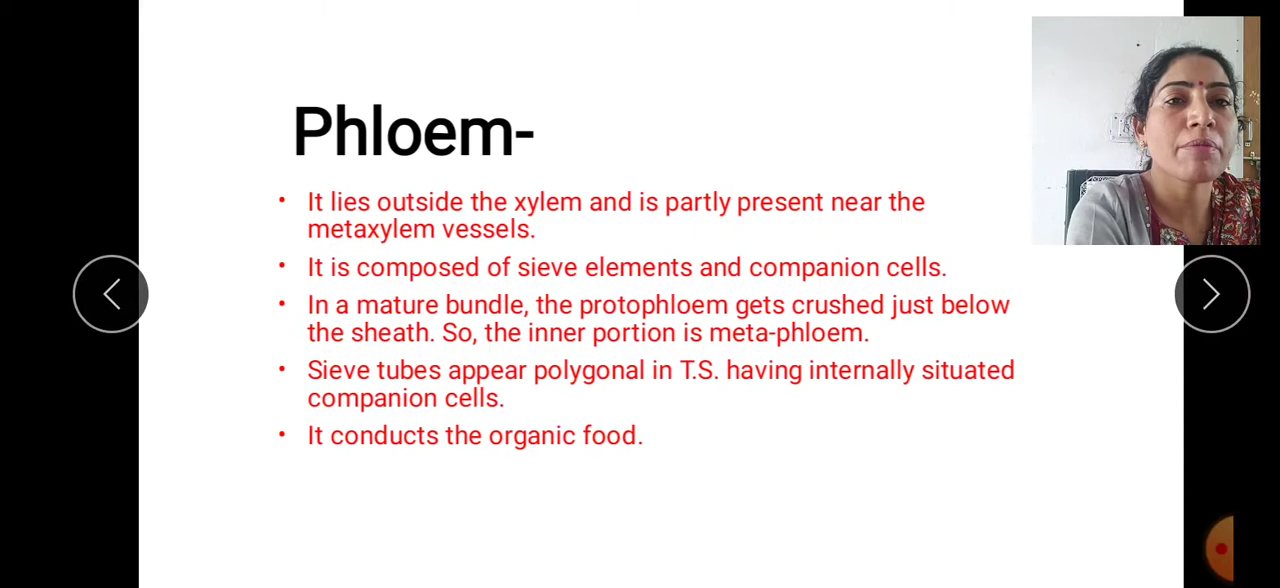 Phloem-
• It lies outside the xylem and is partly present near the
metaxylem vessels.
• It is composed of sieve elements and companion cells.
• In a mature bundle, the protophloem gets crushed just below
the sheath. So, the inner portion is meta-phloem.
• Sieve tubes appear polygonal in T.S. having internally situated
companion cells.
• It conducts the organic food.